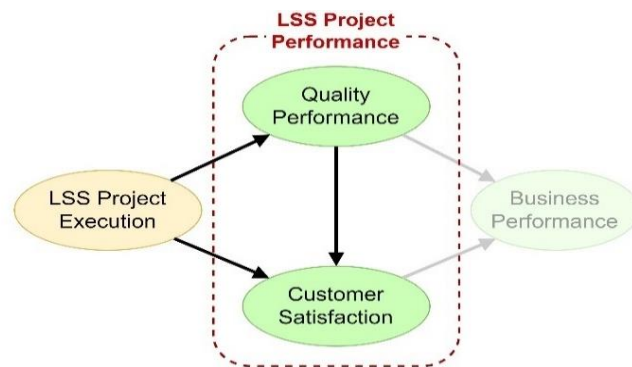 LSS Project
Performance
Quality
Performance
LSS Project
Execution
Business
Performance
Customer
Satisfaction